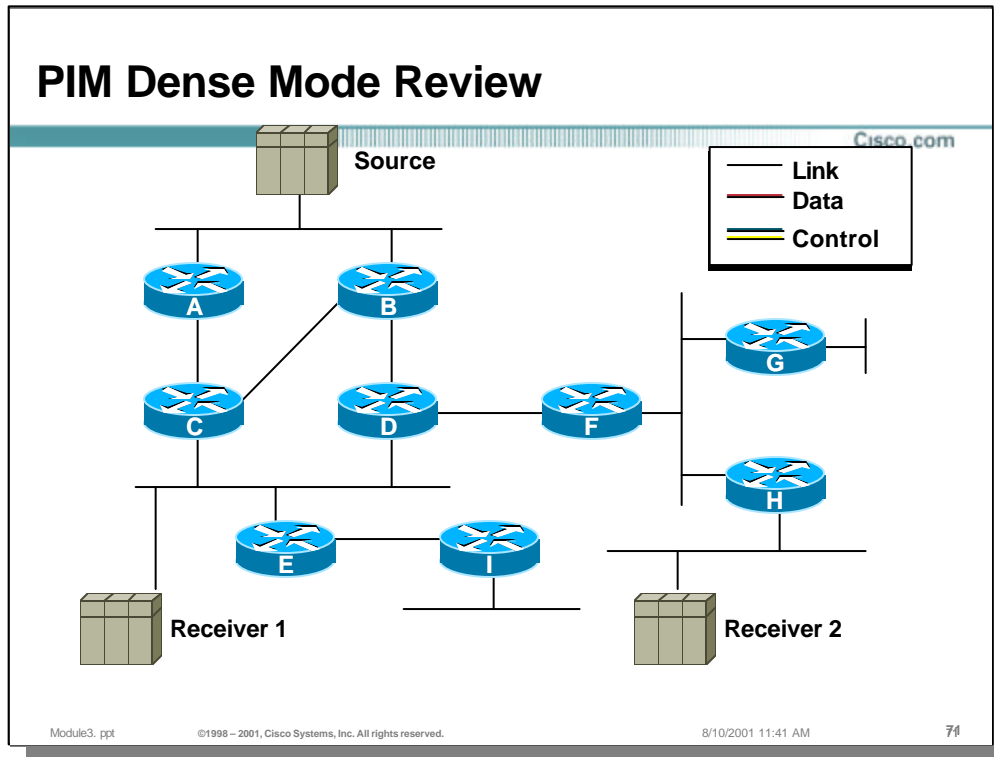 PIM Dense Mode Review
Cisco.com
Source
Link
Data
Control
A
B
G
C
D
F
H
E
I
Receiver 1
Receiver 2
Module3. ppt
©1998 – 2001, Cisco Systems, Inc. All rights reserved.
8/10/2001 11:41 AM